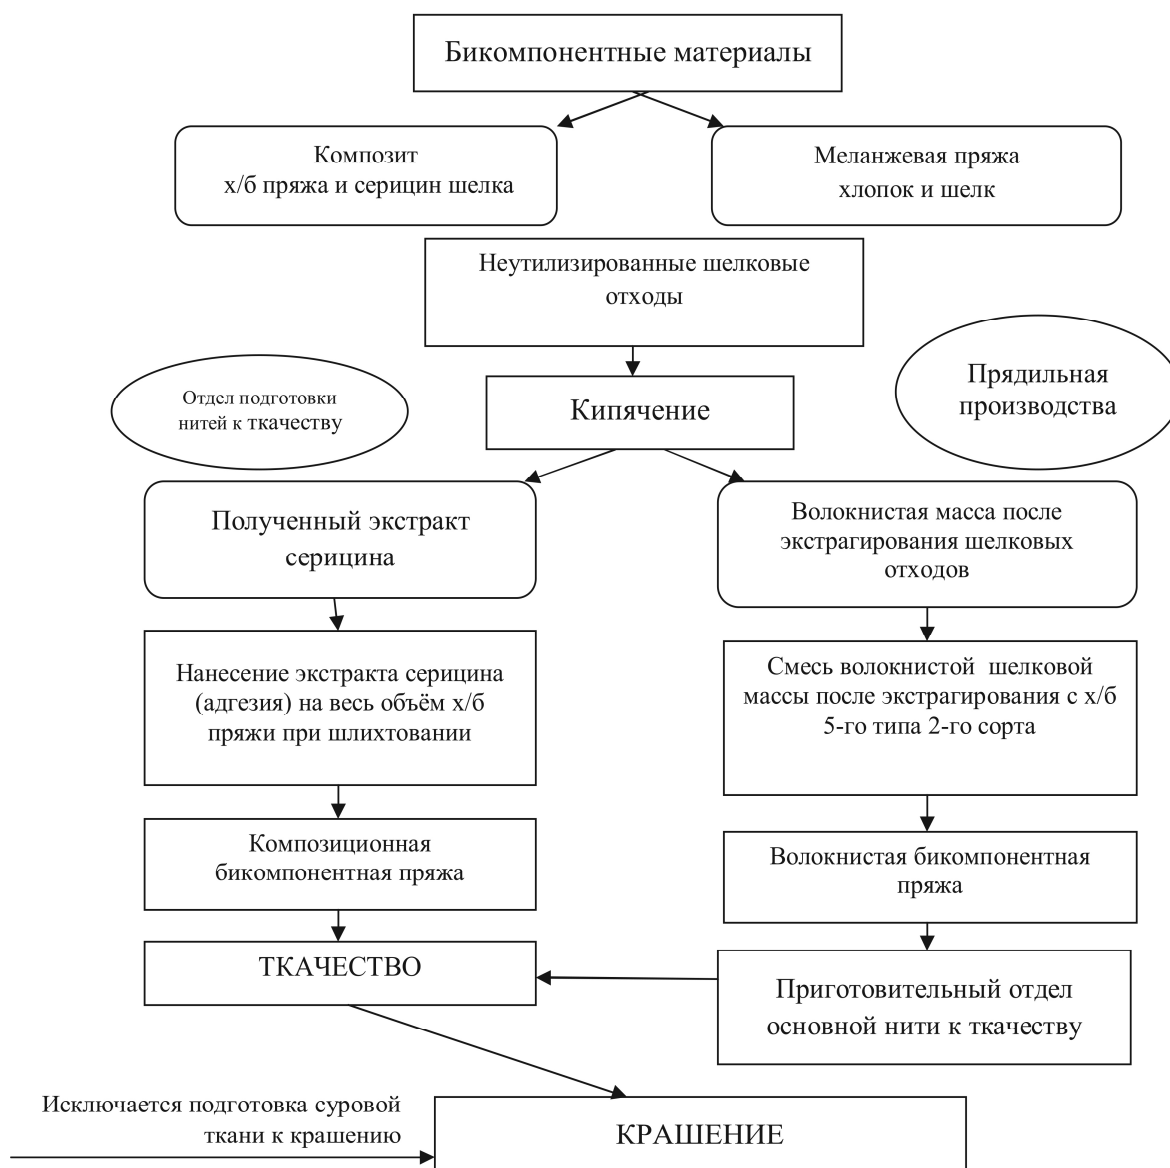 Бикомпонентные материалы
Композит
х/б пряжа и серицин шелка
Меланжевая пряжа
хлопок и шелк
Неутилизированные шелковые
отходы
Отдел подготовки
нитей к ткачеству
Кипячение
Прядильная
производства
Полученный экстракт
серицина
Волокнистая масса после
экстрагирования шелковых
отходов
Нанесение экстракта серицина
(адгезия) на весь объём х/б
пряжи при шлихтовании
Смесь волокнистой шелковой
массы после экстрагирования с х/б
5-го типа 2-го сорта
Композиционная
бикомпонентная пряжа
Волокнистая бикомпонентная
пряжа
ТКАЧЕСТВО
Приготовительный отдел
основной нити к ткачеству
Исключается подготовка суровой
ткани к крашению
КРАШЕНИЕ